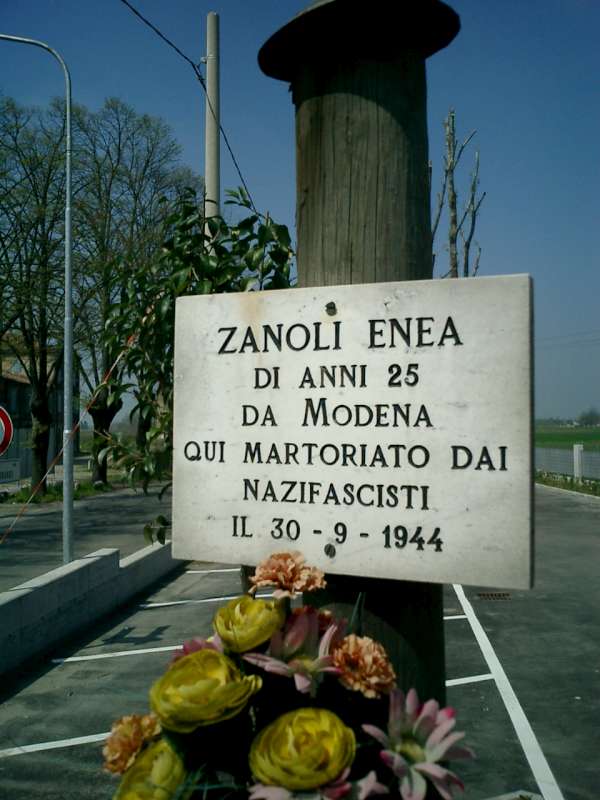 ZANOLI ENEA
DI ANNI 25
DA MODENA
QUI MARTORIATO DAI
NAZIFASCISTI
IL 30-9-1944